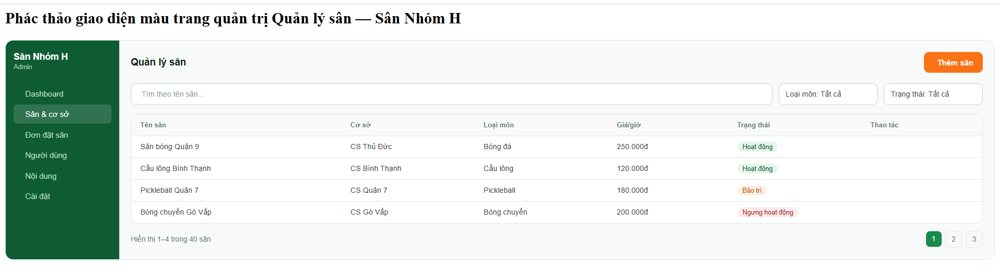 Phác thảo giao diện màu trang quản trị Quản lý sân — Sân Nhóm H
Sân Nhóm H
Admin
Dashboard
Sân & cơ sở
Đơn đặt sân
Người dùng
Nội dung
Cài đặt
Quản lý sân
Thêm sân
Tìm theo tên sân...
Loại môn: Tất cả
Trạng thái: Tất cả
Tên sân Cơ sở Loại môn Giá/giờ Trạng thái Thao tác
Sân bóng Quận 9 CS Thủ Đức Bóng đá 250.000đ Hoạt động
Cầu lông Bình Thạnh CS Bình Thạnh Cầu lông 120.000đ Hoạt động
Pickleball Quận 7 CS Quận 7 Pickleball 180.000đ Bảo trì
Bóng chuyền Gò Vấp CS Gò Vấp Bóng chuyền 200.000đ Ngưng hoạt động
Hiển thị 1–4 trong 40 sân
1 2 3